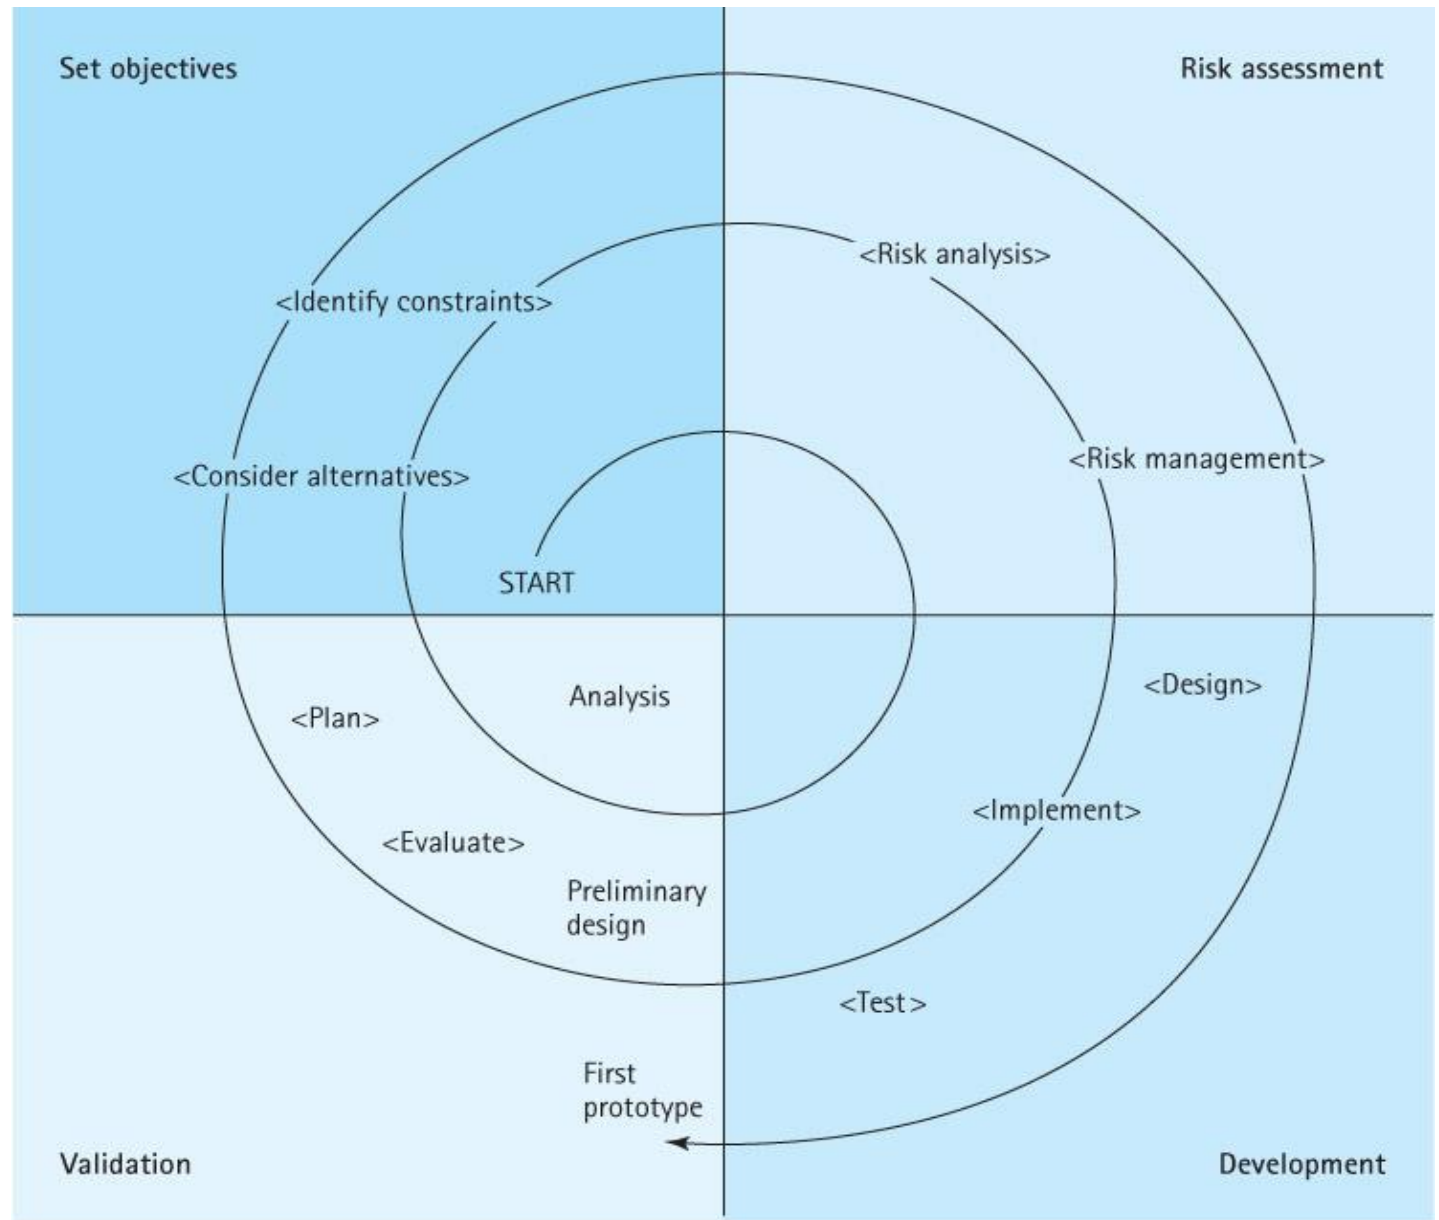 Set objectives
Risk assessment
<Risk analysis>
<Identify constraints>
<Risk management>
<Consider alternatives>
START
<Design>
Analysis
<Plan>
<Implement>
<Evaluate>
Preliminary
design
<Test>
First
prototype
Validation
Development